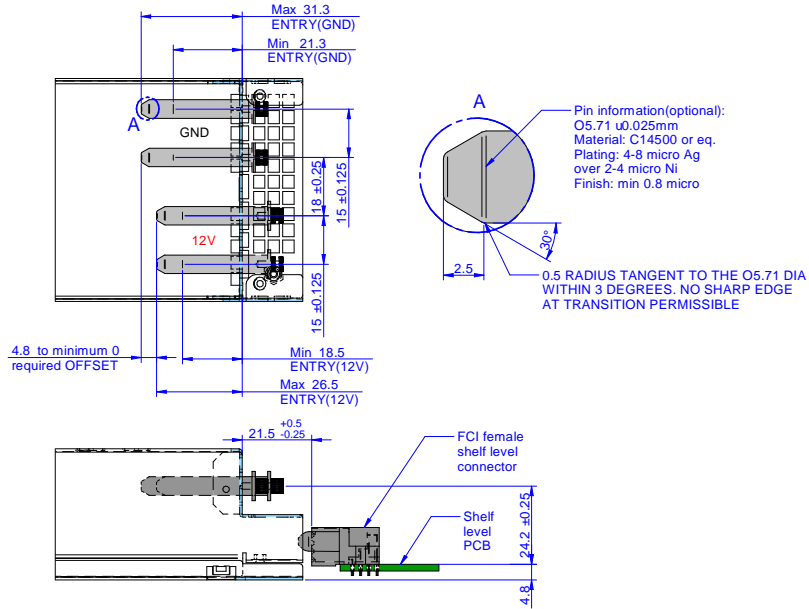 Max 31.3
ENTRY(GND)
Min 21.3
ENTRY(GND)
A
GND
12V
18 ±0.25
15 ±0.125
15 ±0.125
4.8 to minimum 0
required OFFSET
Min 18.5
ENTRY(12V)
Max 26.5
ENTRY(12V)
A
Pin information(optional):
O5.71 u0.025mm
Material: C14500 or eq.
Plating: 4-8 micro Ag
over 2-4 micro Ni
Finish: min 0.8 micro
30°
2.5
0.5 RADIUS TANGENT TO THE O5.71 DIA
WITHIN 3 DEGREES. NO SHARP EDGE
AT TRANSITION PERMISSIBLE
21.5 +0.5 -0.25
FCI female
shelf level
connector
Shelf
level
PCB
24.2 ±0.25
4.8